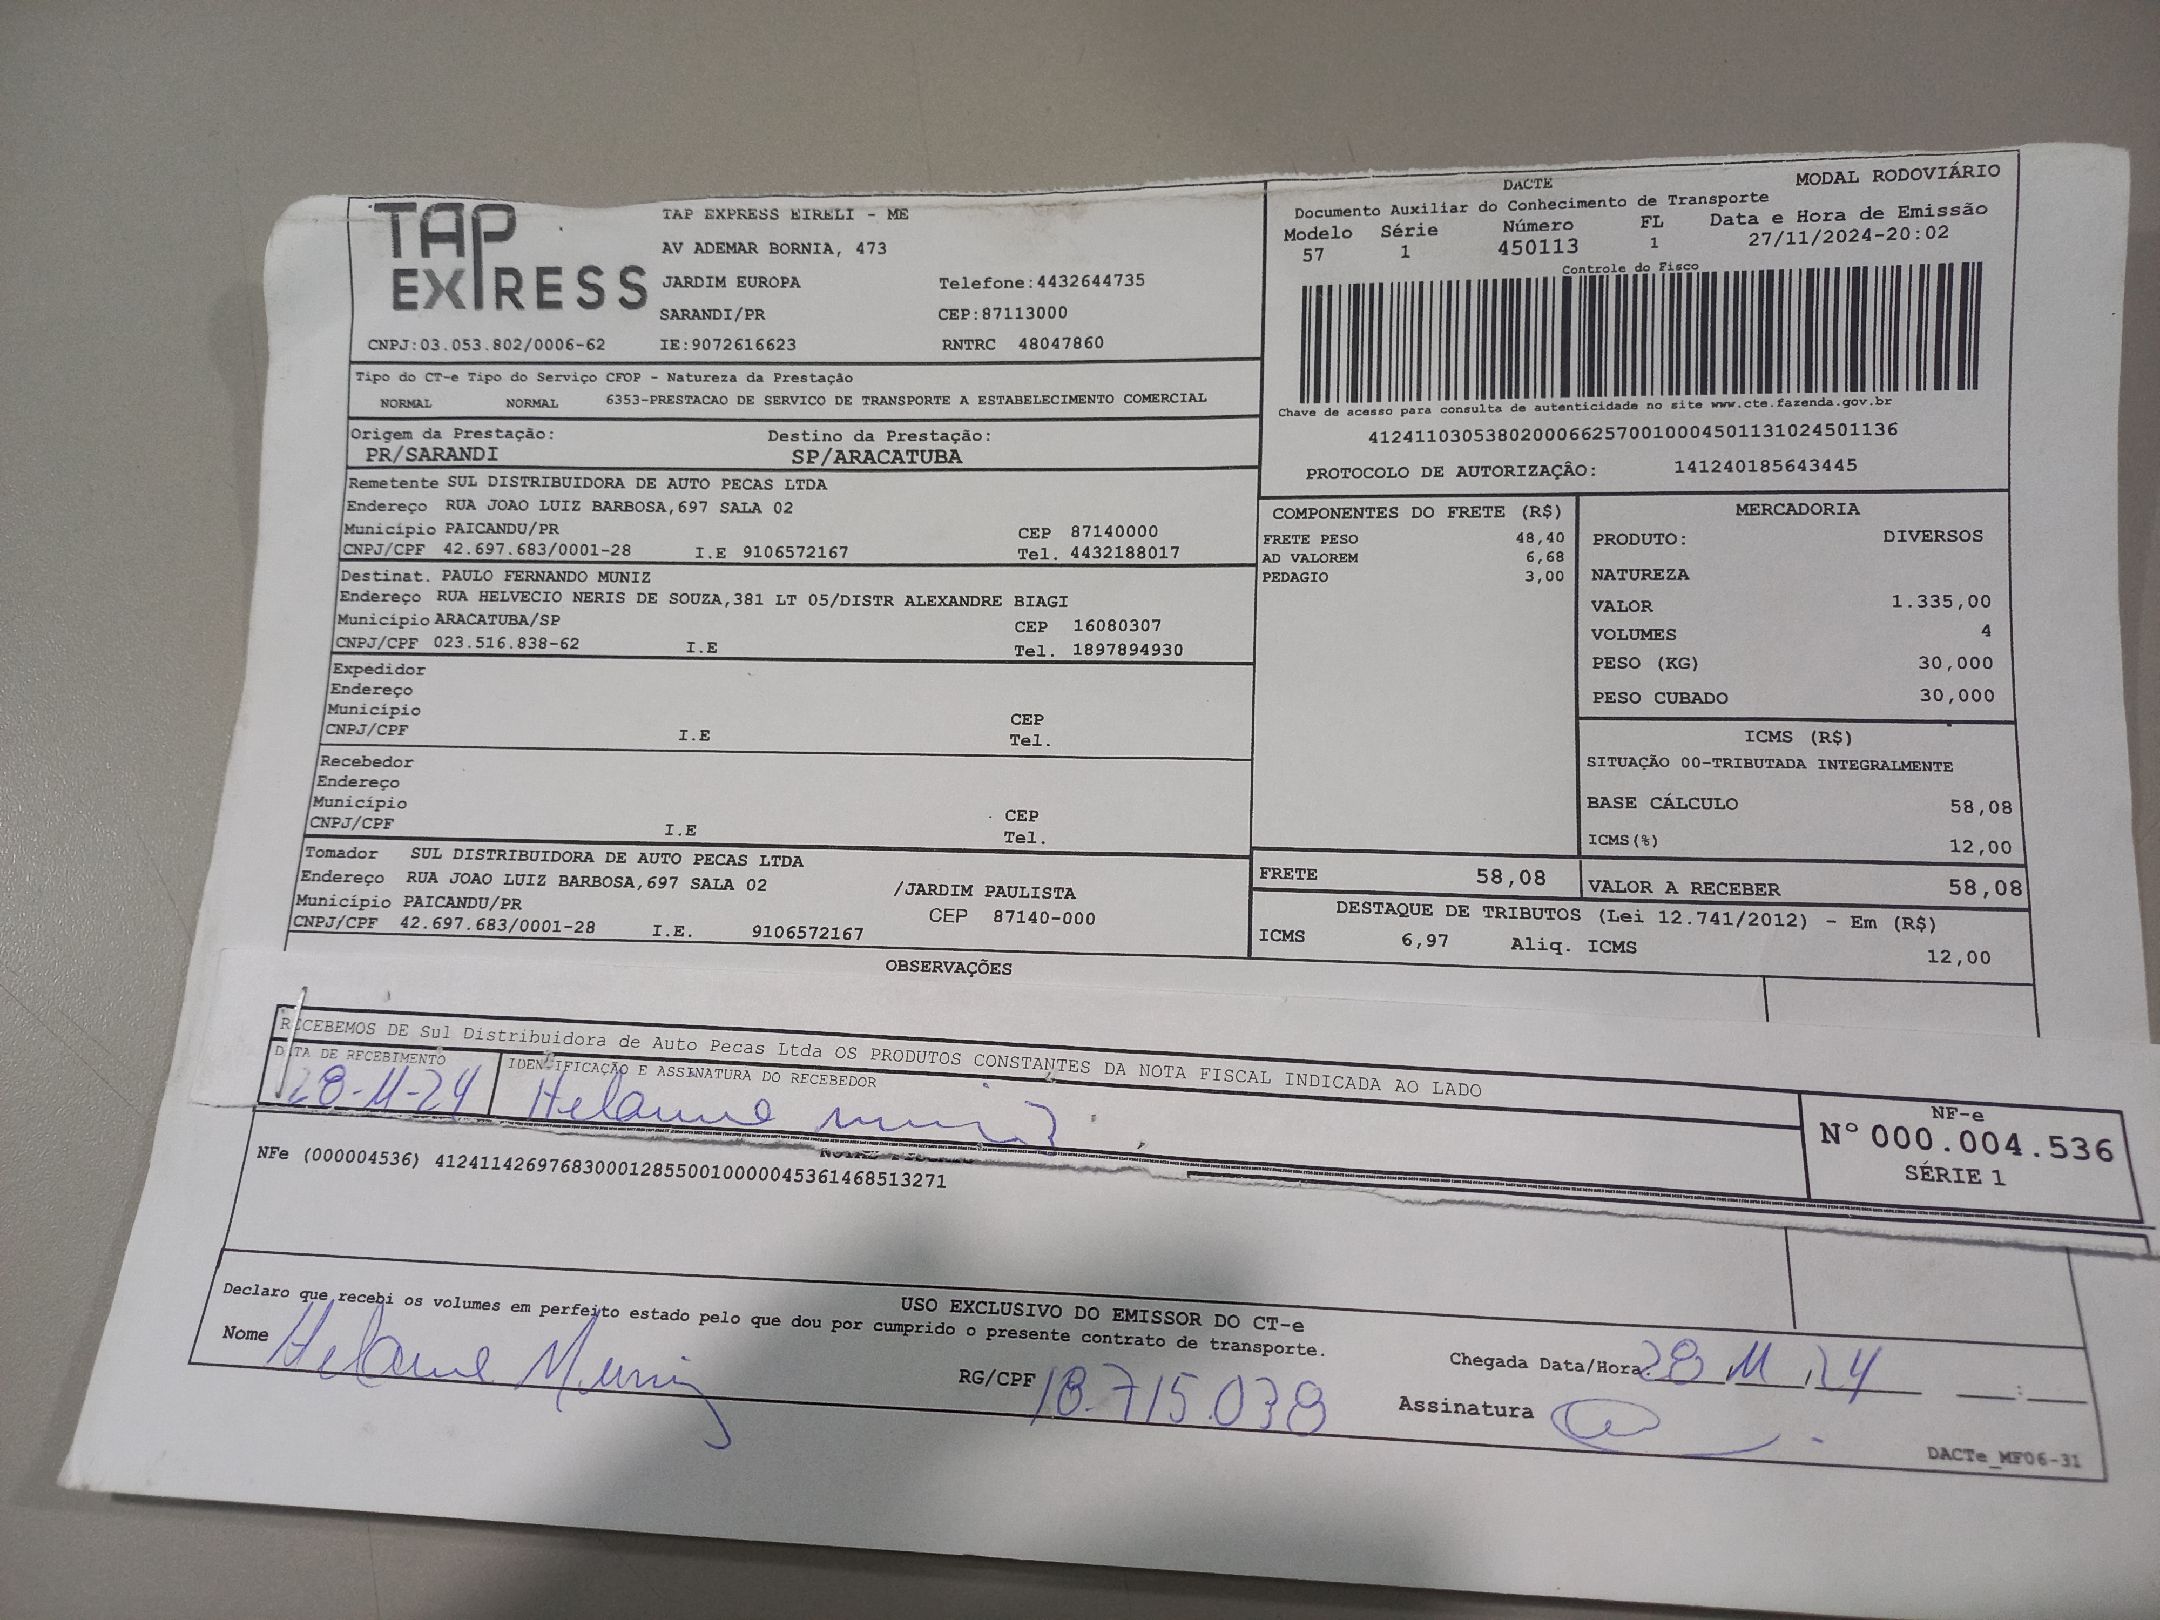 TAP EXPRESS
TAP EXPRESS EIRELI - ME
AV ADEMAR BORNIA, 473
JARDIM EUROPA Telefone:4432644735
SARANDI/PR CEP:87113000
CNPJ:03.053.802/0006-62 IE:9072616623 RNTRC 48047860
DACTE MODAL RODOVIÁRIO
Documento Auxiliar do Conhecimento de Transporte
Modelo Série Número FL Data e Hora de Emissão
57 1 450113 1 27/11/2024-20:02
Controle do Fisco
Chave de acesso para consulta de autenticidade no site www.cte.fazenda.gov.br
41241103053802000662570010004501131024501136
PROTOCOLO DE AUTORIZAÇÃO: 141240185643445
Tipo do CT-e Tipo do Serviço CFOP - Natureza da Prestação
NORMAL NORMAL 6353-PRESTACAO DE SERVICO DE TRANSPORTE A ESTABELECIMENTO COMERCIAL
Origem da Prestação: Destino da Prestação:
PR/SARANDI SP/ARACATUBA
Remetente SUL DISTRIBUIDORA DE AUTO PECAS LTDA
Endereço RUA JOAO LUIZ BARBOSA,697 SALA 02
Município PAICANDU/PR CEP 87140000
CNPJ/CPF 42.697.683/0001-28 I.E 9106572167 Tel. 4432188017
Destinat. PAULO FERNANDO MUNIZ
Endereço RUA HELVECIO NERIS DE SOUZA,381 LT 05/DISTR ALEXANDRE BIAGI
Município ARACATUBA/SP CEP 16080307
CNPJ/CPF 023.516.838-62 I.E Tel. 1897894930
Expedidor
Endereço
Município CEP
CNPJ/CPF I.E Tel.
Recebedor
Endereço
Município CEP
CNPJ/CPF I.E Tel.
Tomador SUL DISTRIBUIDORA DE AUTO PECAS LTDA
Endereço RUA JOAO LUIZ BARBOSA,697 SALA 02 /JARDIM PAULISTA
Município PAICANDU/PR CEP 87140-000
CNPJ/CPF 42.697.683/0001-28 I.E. 9106572167
COMPONENTES DO FRETE (R$)
FRETE PESO 48,40
AD VALOREM 6,68
PEDAGIO 3,00
MERCADORIA
PRODUTO: DIVERSOS
NATUREZA
VALOR 1.335,00
VOLUMES 4
PESO (KG) 30,000
PESO CUBADO 30,000
ICMS (R$)
SITUAÇÃO 00-TRIBUTADA INTEGRALMENTE
BASE CÁLCULO 58,08
ICMS(%) 12,00
FRETE 58,08 VALOR A RECEBER 58,08
DESTAQUE DE TRIBUTOS (Lei 12.741/2012) - Em (R$)
ICMS 6,97 Aliq. ICMS 12,00
OBSERVAÇÕES
RECEBEMOS DE Sul Distribuidora de Auto Pecas Ltda OS PRODUTOS CONSTANTES DA NOTA FISCAL INDICADA AO LADO
DATA DE RECEBIMENTO IDENTIFICAÇÃO E ASSINATURA DO RECEBEDOR
28-11-24 Helanne Muniz
NF-e
Nº 000.004.536
SÉRIE 1
NFe (000004536) 41241142697683000128550010000045361468513271
USO EXCLUSIVO DO EMISSOR DO CT-e
Declaro que recebi os volumes em perfeito estado pelo que dou por cumprido o presente contrato de transporte.
Nome Helanne Muniz RG/CPF 18.715.038 Chegada Data/Hora 28 11 24
Assinatura
DACTe_MF06-31